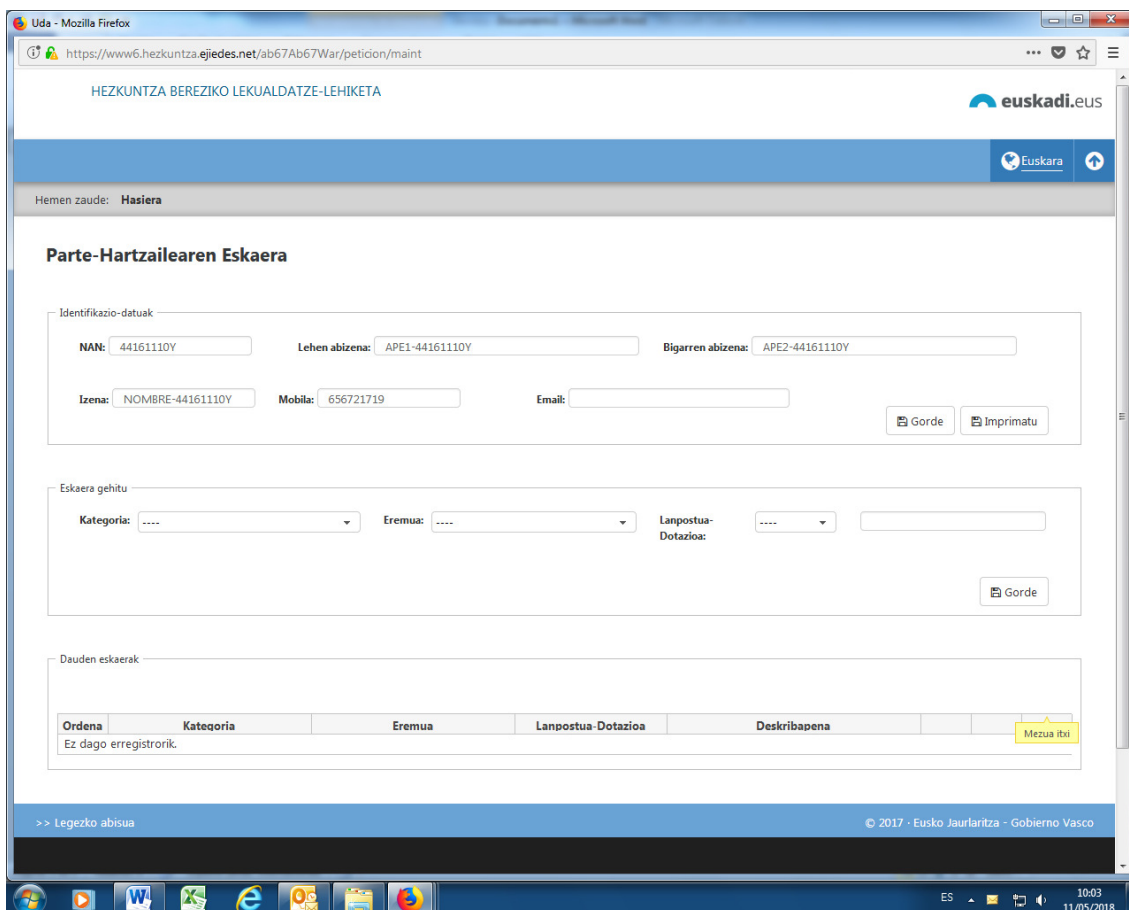 Uda - Mozilla Firefox
https://www6.hezkuntza.ejiedes.net/ab67Ab67War/peticion/maint
HEZKUNTZA BEREZIKO LEKUALDATZE-LEHIKETA
euskadi.eus
Euskara
Hemen zaude: Hasiera
Parte-Hartzailearen Eskaera
Identifikazio-datuak
NAN: 44161110Y Lehen abizena: APE1-44161110Y Bigarren abizena: APE2-44161110Y
Izena: NOMBRE-44161110Y Mobila: 656721719 Email:
Gorde Imprimatu
Eskaera gehitu
Kategoria: ---- Eremua: ---- Lanpostua-Dotazioa: ----
Gorde
Dauden eskaerak
Ordena Kategoria Eremua Lanpostua-Dotazioa Deskribapena
Mezua itxi
Ez dago erregistrorik.
>> Legezko abisua © 2017 · Eusko Jaurlaritza - Gobierno Vasco
ES 10:03
11/05/2018